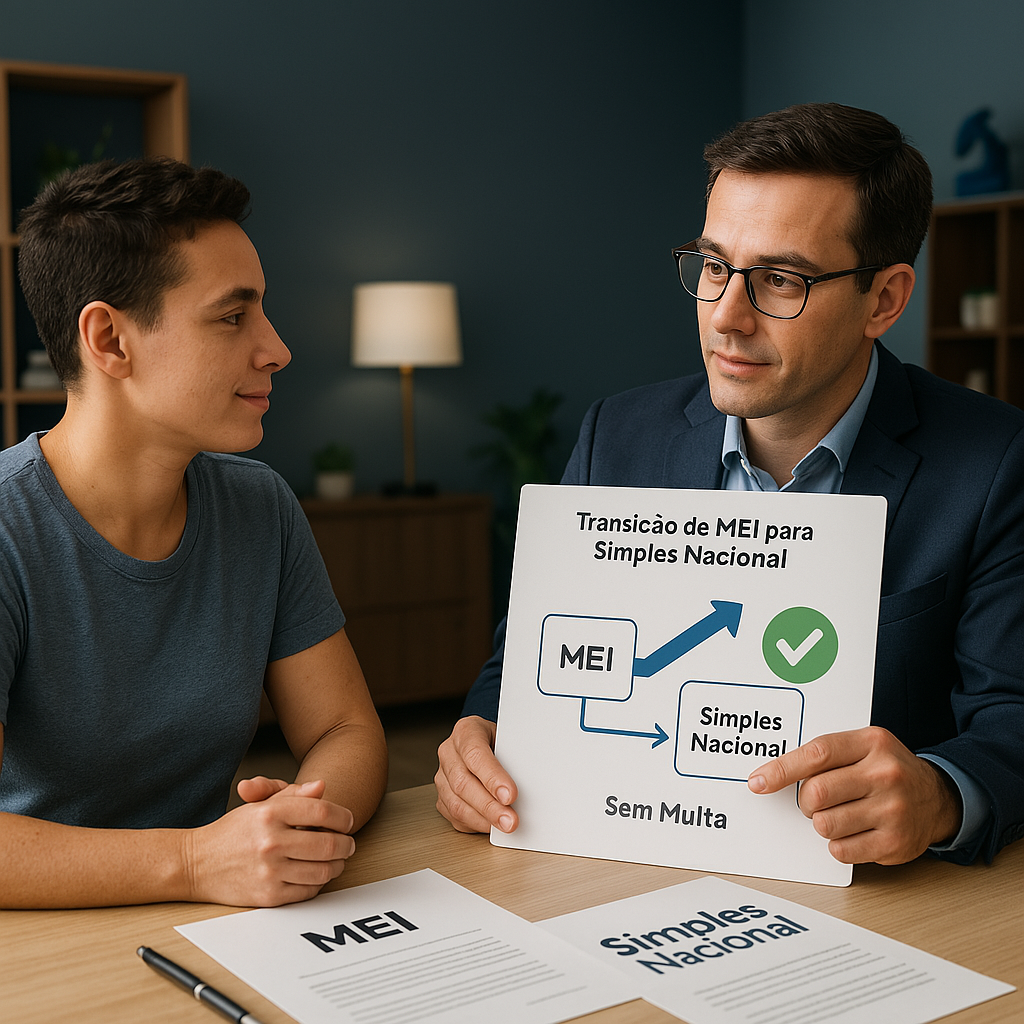 Transicão de MEI para
Simples Nacional
MEI
Simples
Nacional
Sem Multa
MEI
Simples
Nacional